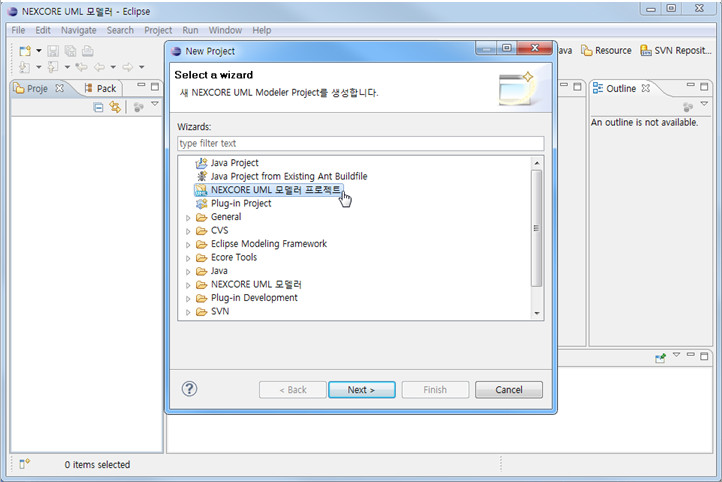 NEXCORE UML 모델러 - Eclipse
File Edit Navigate Search Project Run Window Help
New Project
Java Resource SVN Reposit...
Select a wizard
새 NEXCORE UML Modeler Project를 생성합니다.
Proje Pack
Outline
An outline is not available.
Wizards:
type filter text
Java Project
Java Project from Existing Ant Buildfile
NEXCORE UML 모델러 프로젝트
Plug-in Project
General
CVS
Eclipse Modeling Framework
Ecore Tools
Java
NEXCORE UML 모델러
Plug-in Development
SVN
? < Back Next > Finish Cancel
0 items selected